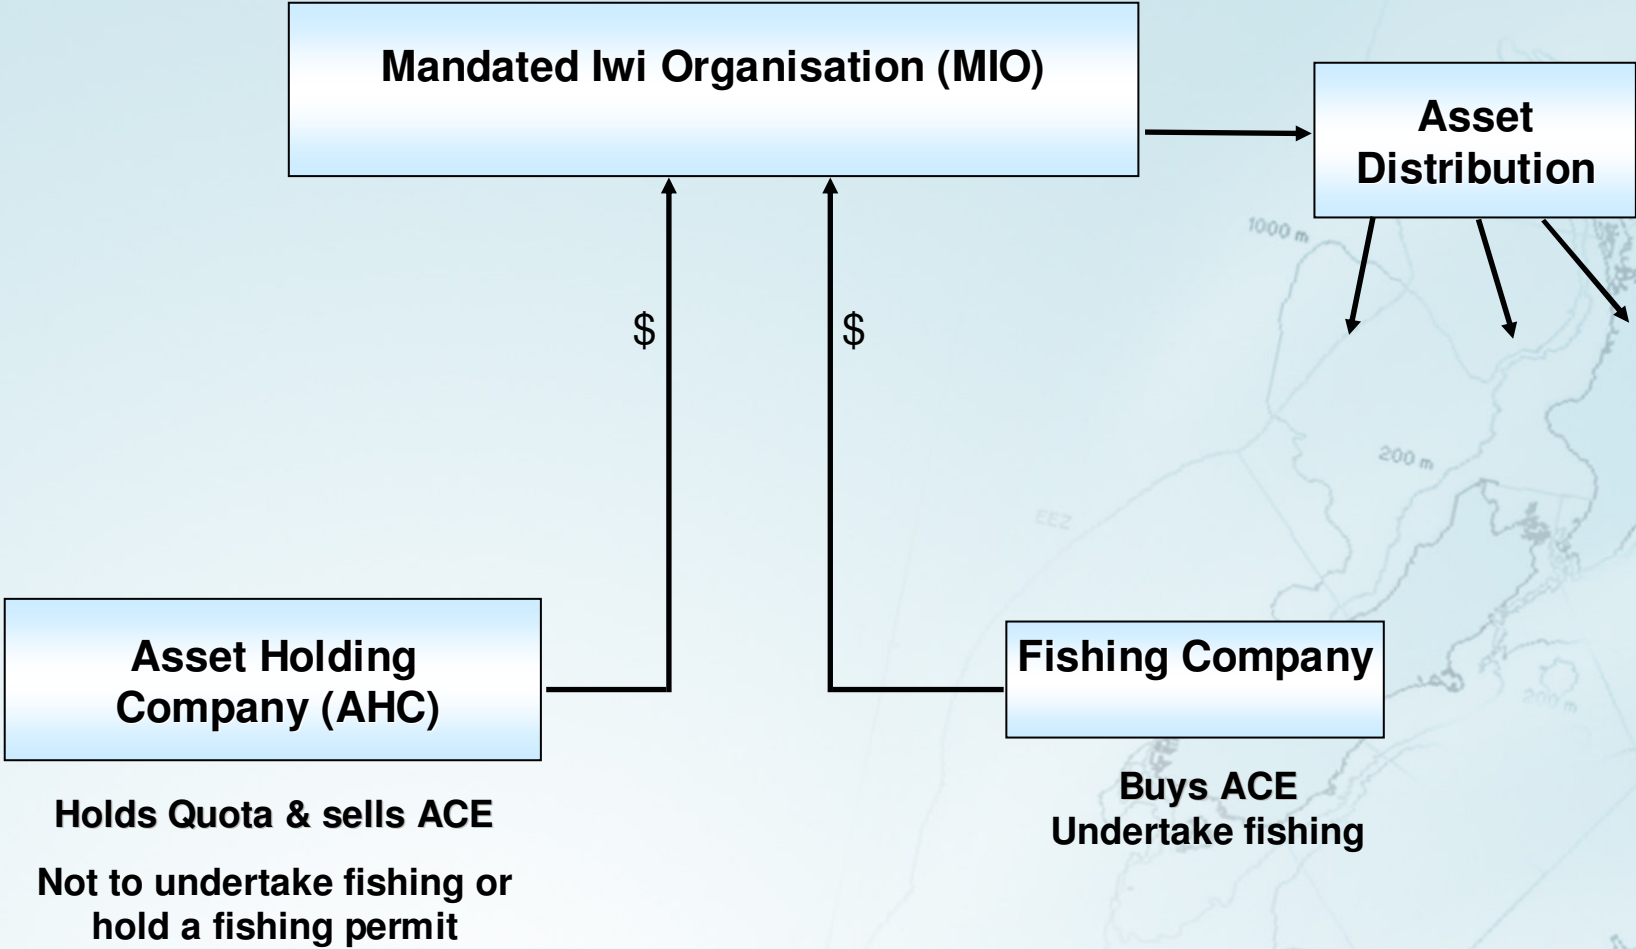 Mandated Iwi Organisation (MIO)
Asset
Distribution
1000 m
$
$
200 m
EEZ
Asset Holding
Company (AHC)
Fishing Company
200 m
Holds Quota & sells ACE
Not to undertake fishing or
hold a fishing permit
Buys ACE
Undertake fishing